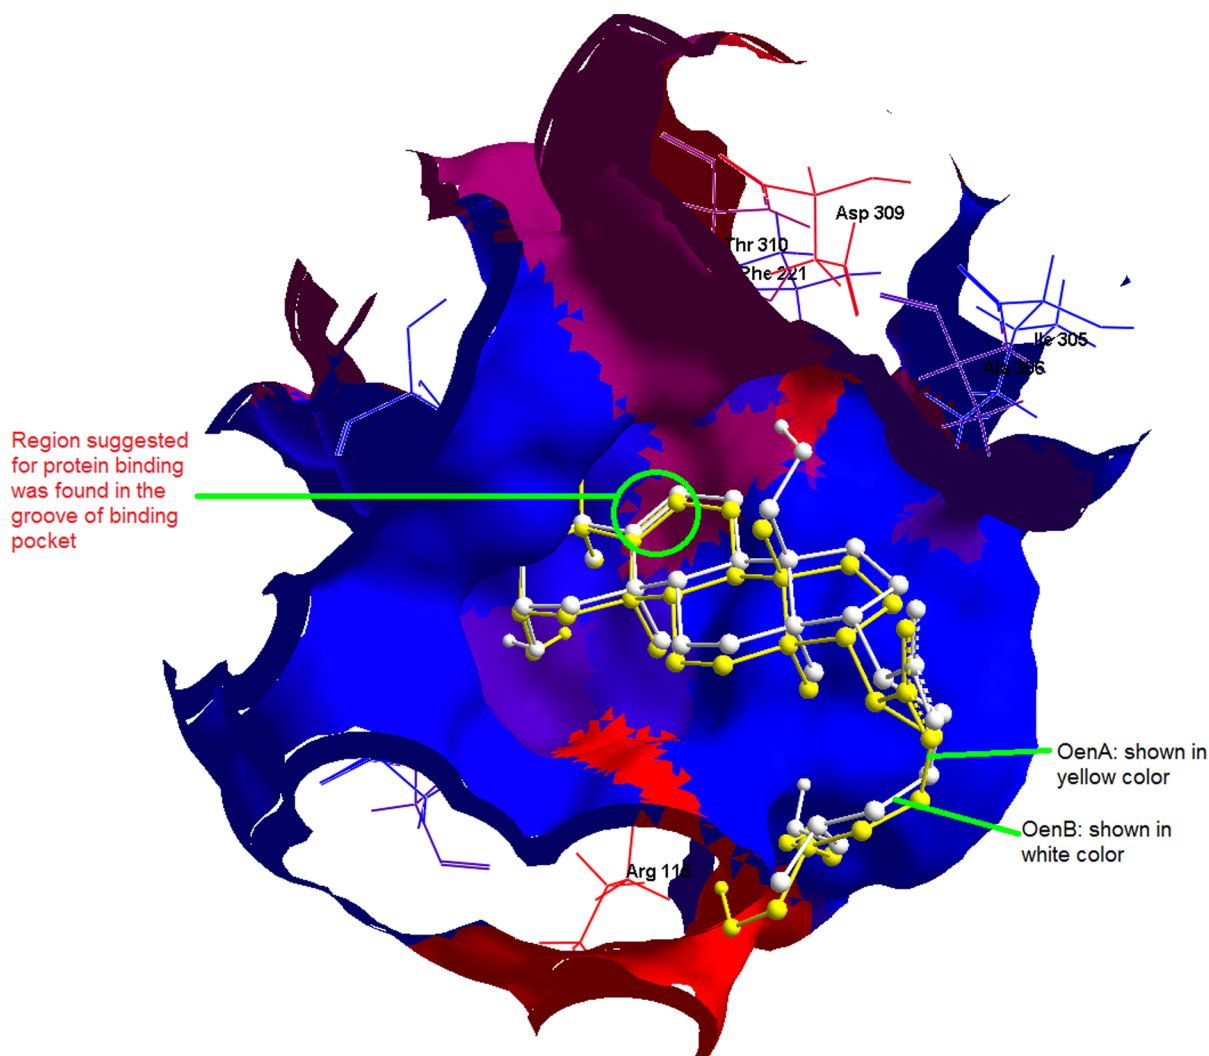 Asp 309
Thr 310
Phe 221
Ile 305
Ala 306
Region suggested
for protein binding
was found in the
groove of binding
pocket
OenA: shown in
yellow color
OenB: shown in
white color
Arg 115